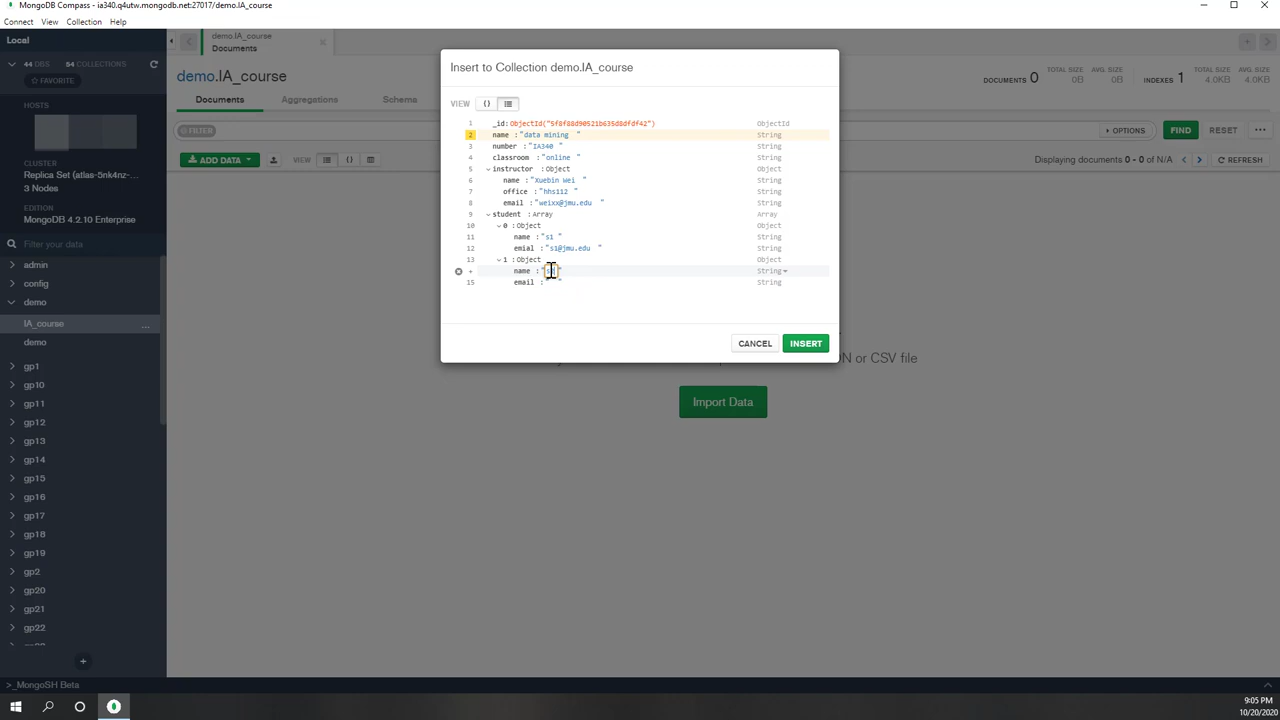 MongoDB Compass - ia340.q4utw.mongodb.net:27017/demo.IA_course
Connect View Collection Help
Local
demo.IA_course
Documents
44 DBS 54 COLLECTIONS
FAVORITE
HOSTS
CLUSTER
Replica Set (atlas-5nk4nz-...
3 Nodes
EDITION
MongoDB 4.2.10 Enterprise
Filter your data
admin
config
demo
IA_course ...
demo
gp1
gp10
gp11
gp12
gp13
gp14
gp15
gp16
gp17
gp18
gp19
gp2
gp20
gp21
gp22
>_MongoSH Beta
demo.IA_course
DOCUMENTS 0 TOTAL SIZE 0B AVG. SIZE 0B INDEXES 1 TOTAL SIZE 4.0KB AVG. SIZE 4.0KB
Documents Aggregations Schema
FILTER OPTIONS FIND RESET ...
ADD DATA VIEW {} Displaying documents 0 - 0 of N/A REFRESH
Insert to Collection demo.IA_course
VIEW {}
1 _id:ObjectId("5f8f88d90521b635d8dfdf42") ObjectId
2 name :"data mining " String
3 number :"IA340 " String
4 classroom :"online " String
5 instructor :Object Object
6 name :"Xuebin Wei " String
7 office :"hhs112 " String
8 email :"weixx@jmu.edu " String
9 student :Array Array
10 0 :Object Object
11 name :"s1 " String
12 emial :"s1@jmu.edu " String
13 1 :Object Object
+ name :" " String
15 email :" " String
CANCEL INSERT
ON or CSV file
Import Data
9:05 PM
10/20/2020